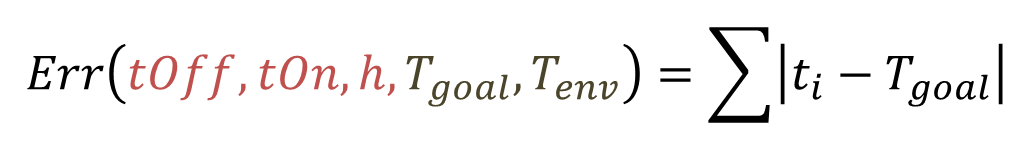 Err(tOff, tOn, h, T_goal, T_env) = ∑|t_i − T_goal|